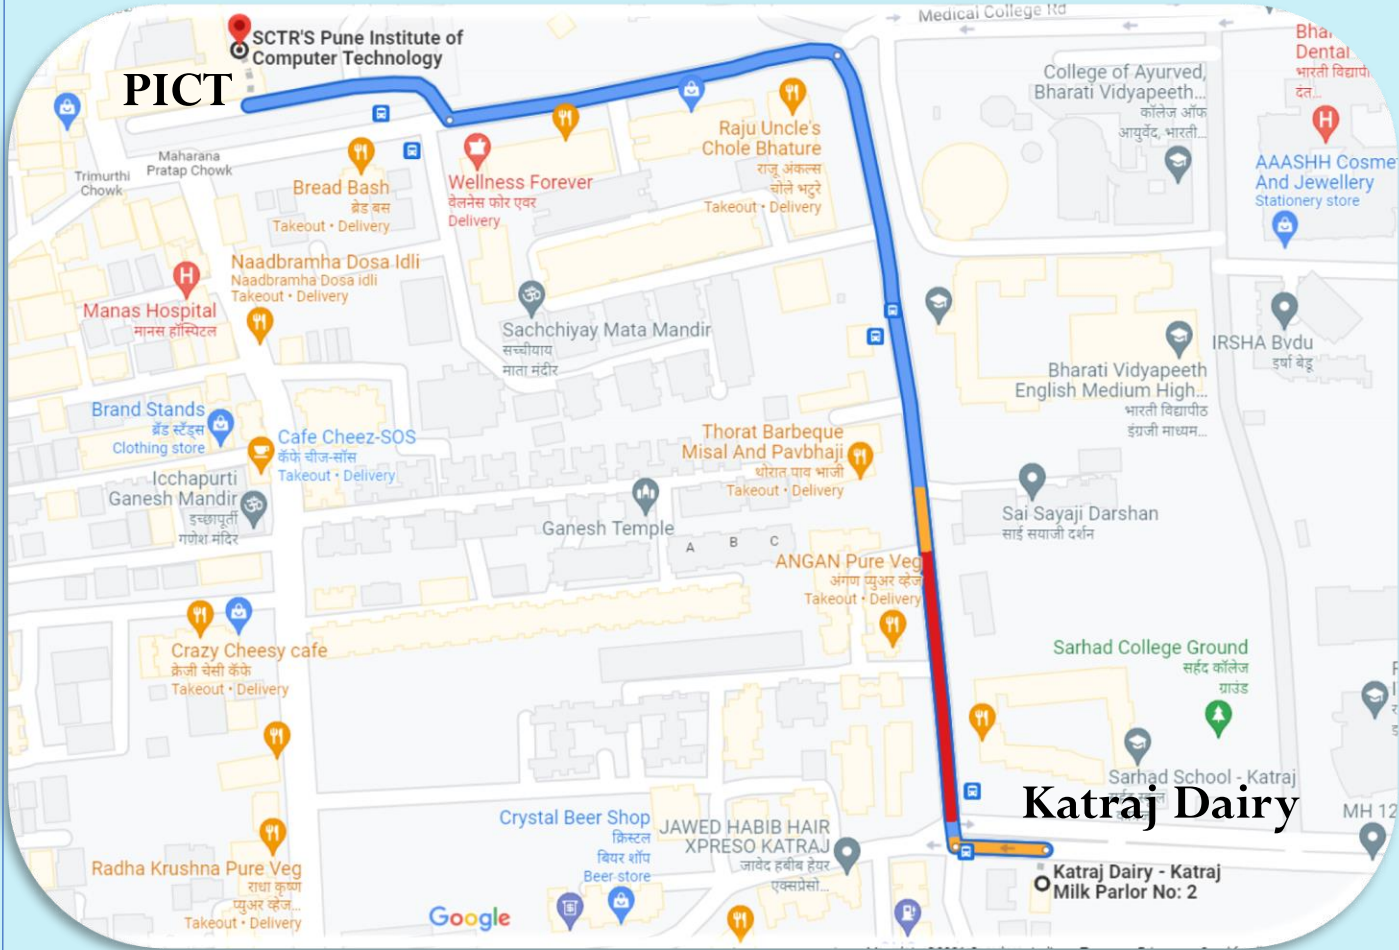 Medical College Rd
SCTR'S Pune Institute of
Computer Technology
PICT
Maharana
Pratap Chowk
Trimurthi
Chowk
Bread Bash
ब्रेड बस
Takeout • Delivery
Wellness Forever
वेलनेस फोर एवर
Delivery
Raju Uncle's
Chole Bhature
राजू अंकल्स
चोले भटुरे
Takeout • Delivery
College of Ayurved,
Bharati Vidyapeeth...
कॉलेज ऑफ
आयुर्वेद, भारती...
Dental
AAASHH Cosme
And Jewellery
Stationery store
Naadbramha Dosa Idli
Naadbramha Dosa idli
Takeout • Delivery
Manas Hospital
मानस हॉस्पिटल
Sachchiyay Mata Mandir
सच्चीयाय
माता मंदीर
IRSHA Bvdu
इर्षा बेडू
Bharati Vidyapeeth
English Medium High...
भारती विद्यापीठ
इंग्रजी माध्यम...
Brand Stands
ब्रँड स्टँड्स
Clothing store
Cafe Cheez-SOS
कॅफे चीज-सॉस
Takeout • Delivery
Icchapurti
Ganesh Mandir
इच्छापूर्ती
गणेश मंदिर
Thorat Barbeque
Misal And Pavbhaji
थोरात पाव भाजी
Takeout • Delivery
Ganesh Temple
A B C
Sai Sayaji Darshan
साई सयाजी दर्शन
ANGAN Pure Veg
अंगण प्युअर व्हेज
Takeout • Delivery
Crazy Cheesy cafe
क्रेजी चेसी कॅफे
Takeout • Delivery
Sarhad College Ground
सर्हद कॉलेज
ग्राउंड
Sarhad School - Katraj
Katraj Dairy
MH 12
Crystal Beer Shop
क्रिस्टल
बियर शॉप
Beer store
JAWED HABIB HAIR
XPRESO KATRAJ
जावेद हबीब हेयर
एक्सप्रेसो...
Katraj Dairy - Katraj
Milk Parlor No: 2
Radha Krushna Pure Veg
राधा कृष्ण
प्युअर व्हेज...
Takeout • Delivery
Google